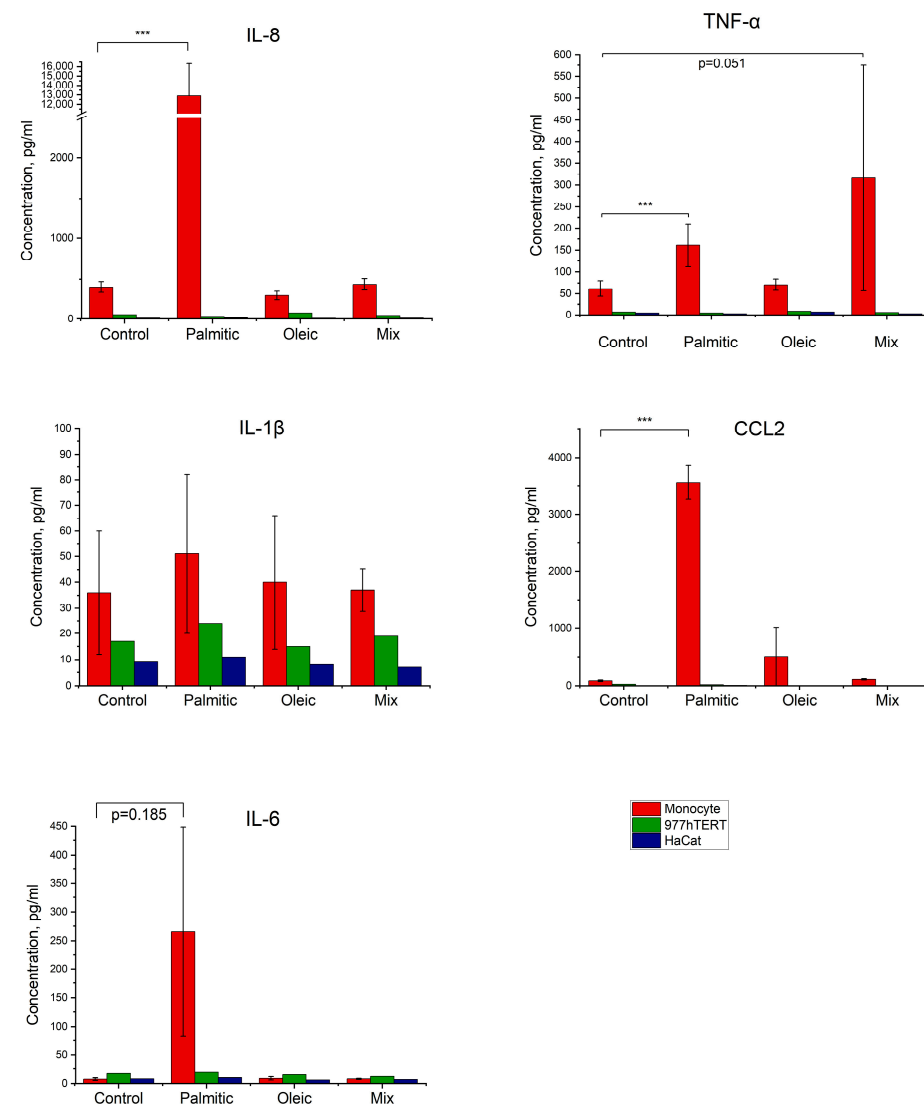 IL-8
***
Concentration, pg/ml
16,000
15,000
14,000
13,000
12,000
2000
1000
0
Control Palmitic Oleic Mix
TNF-α
p=0.051
***
Concentration, pg/ml
600
550
500
450
400
350
300
250
200
150
100
50
0
Control Palmitic Oleic Mix
IL-1β
Concentration, pg/ml
100
90
80
70
60
50
40
30
20
10
0
Control Palmitic Oleic Mix
CCL2
***
Concentration, pg/ml
4000
3000
2000
1000
0
Control Palmitic Oleic Mix
IL-6
p=0.185
Concentration, pg/ml
450
400
350
300
250
200
150
100
50
0
Control Palmitic Oleic Mix
Monocyte
977hTERT
HaCat